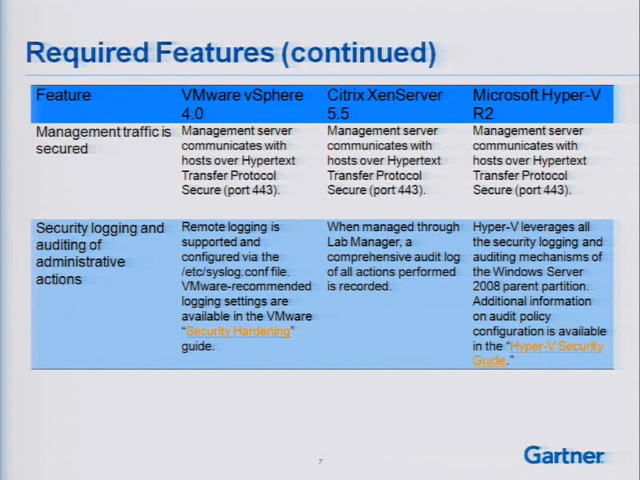 Required Features (continued)
Feature
VMware vSphere
4.0
Citrix XenServer
5.5
Microsoft Hyper-V
R2
Management traffic is
secured
Management server
communicates with
hosts over Hypertext
Transfer Protocol
Secure (port 443).
Management server
communicates with
hosts over Hypertext
Transfer Protocol
Secure (port 443).
Management server
communicates with
hosts over Hypertext
Transfer Protocol
Secure (port 443).
Security logging and
auditing of
administrative
actions
Remote logging is
supported and
configured via the
/etc/syslog.conf file.
VMware-recommended
logging settings are
available in the VMware
“Security Hardening”
guide.
When managed through
Lab Manager, a
comprehensive audit log
of all actions performed
is recorded.
Hyper-V leverages all
the security logging and
auditing mechanisms of
the Windows Server
2008 parent partition.
Additional information
on audit policy
configuration is available
in the “Hyper-V Security
Guide.”
7
Gartner